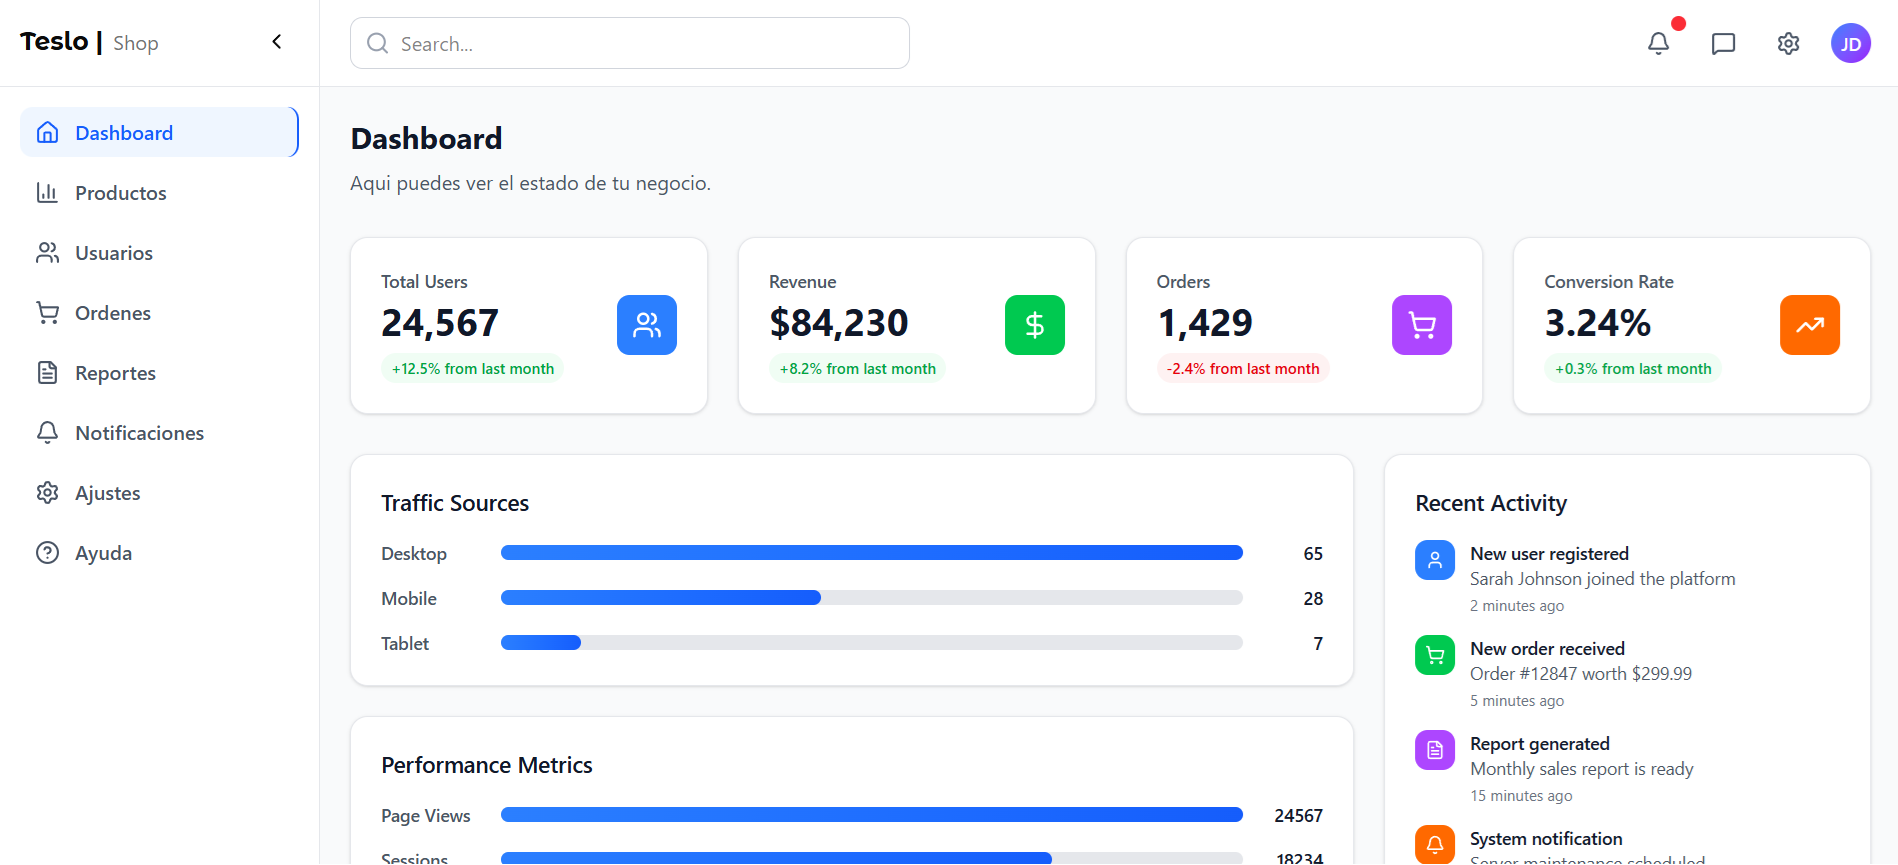 Teslo | Shop
Search...
JD
Dashboard
Productos
Usuarios
Ordenes
Reportes
Notificaciones
Ajustes
Ayuda
Dashboard
Aqui puedes ver el estado de tu negocio.
Total Users
24,567
+12.5% from last month
Revenue
$84,230
+8.2% from last month
Orders
1,429
-2.4% from last month
Conversion Rate
3.24%
+0.3% from last month
Traffic Sources
Desktop 65
Mobile 28
Tablet 7
Performance Metrics
Page Views 24567
Sessions 18234
Recent Activity
New user registered
Sarah Johnson joined the platform
2 minutes ago
New order received
Order #12847 worth $299.99
5 minutes ago
Report generated
Monthly sales report is ready
15 minutes ago
System notification
Server maintenance scheduled